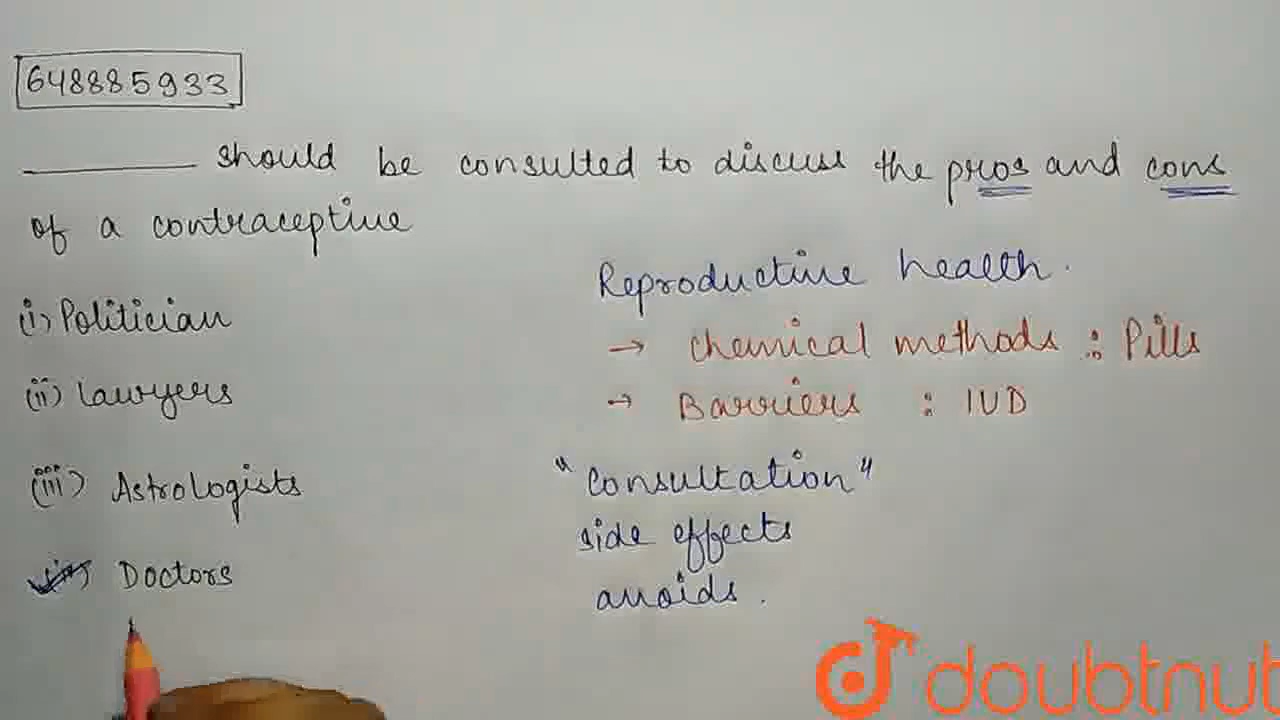 648885933
________ should be consulted to discuss the pros and cons
of a contraceptive
(i) Politician
(ii) Lawyers
(iii) Astrologists
(iv) Doctors
Reproductive health.
→ Chemical methods : Pills
→ Barriers : IUD
"Consultation"
side effects
avoids.
doubtnut